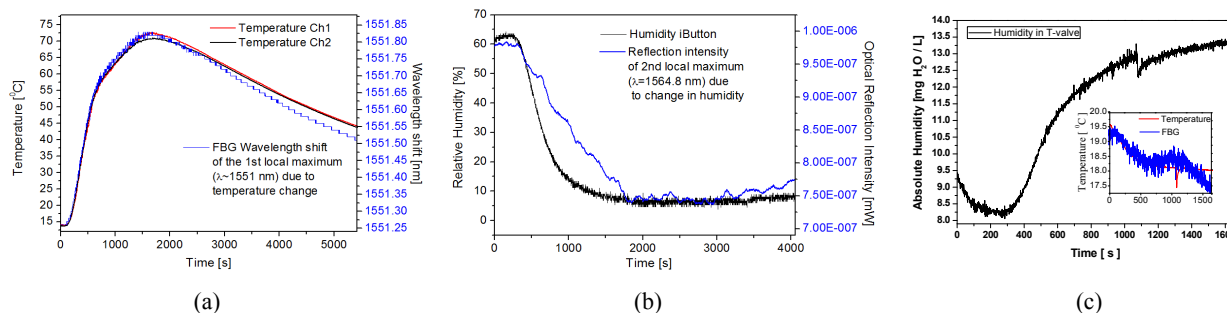 Temperature [⁰C]
75
70
65
60
55
50
45
40
35
30
25
20
15
Temperature Ch1
Temperature Ch2
FBG Wavelength shift
of the 1st local maximum
(λ~1551 nm) due to
temperature change
1551.85
1551.80
1551.75
1551.70
1551.65
1551.60
1551.55
1551.50
1551.45
1551.40
1551.35
1551.30
1551.25
Wavelength shift [nm]
0 1000 2000 3000 4000 5000
Time [s]
(a)
Relative Humidity [%]
70
60
50
40
30
20
10
0
Humidity iButton
Reflection intensity
of 2nd local maximum
(λ=1564.8 nm) due
to change in humidity
1.00E-006
9.50E-007
9.00E-007
8.50E-007
8.00E-007
7.50E-007
7.00E-007
Optical Reflection Intensity [mW]
0 1000 2000 3000 4000
Time [s]
(b)
Absolute Humidity [mg H₂O / L]
14.0
13.5
13.0
12.5
12.0
11.5
11.0
10.5
10.0
9.5
9.0
8.5
8.0
Humidity in T-valve
Temperature [ ⁰C]
20.0
19.5
19.0
18.5
18.0
17.5
Temperature
FBG
0 500 1000 1500
0 200 400 600 800 1000 1200 1400 1600
Time [ s ]
(c)